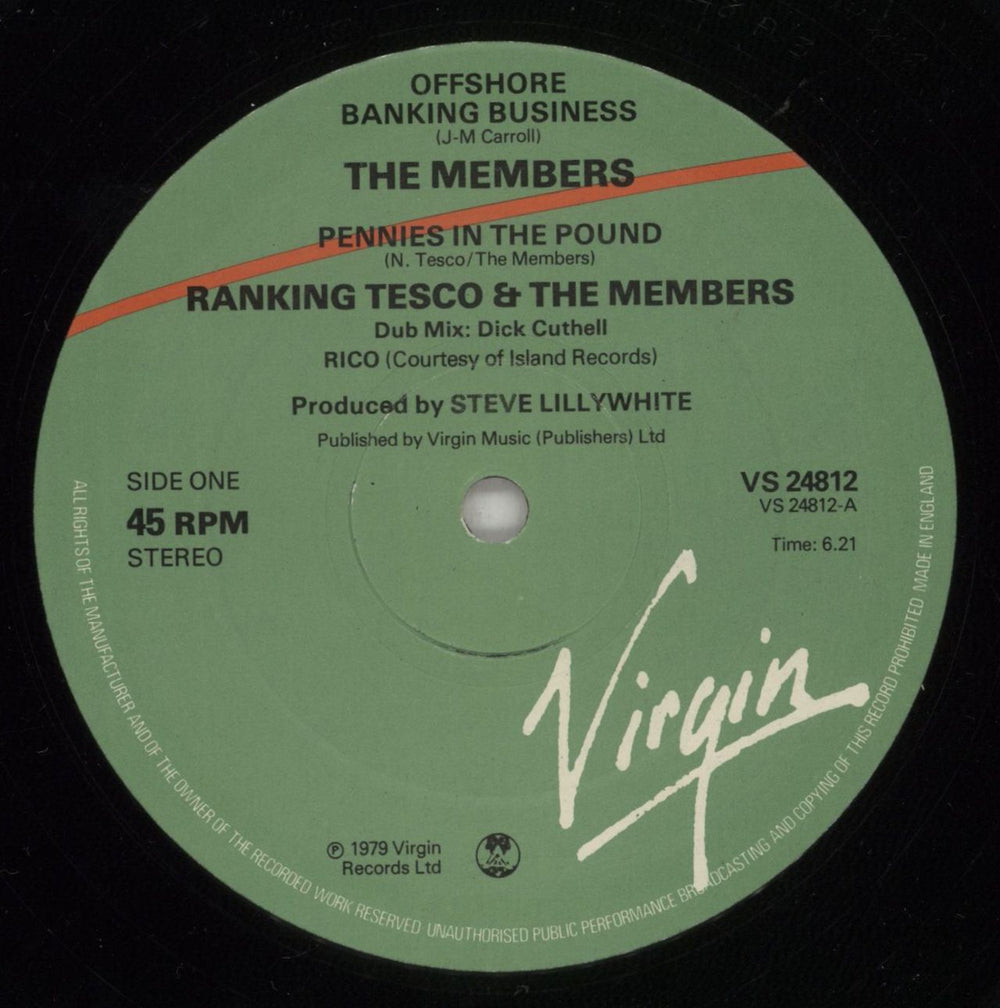 OFFSHORE
BANKING BUSINESS
(J-M Carroll)
THE MEMBERS
PENNIES IN THE POUND
(N. Tesco/The Members)
RANKING TESCO & THE MEMBERS
Dub Mix: Dick Cuthell
RICO (Courtesy of Island Records)
Produced by STEVE LILLYWHITE
Published by Virgin Music (Publishers) Ltd
SIDE ONE
45 RPM
STEREO
VS 24812
VS 24812-A
Time: 6.21
Virgin
℗ 1979 Virgin
Records Ltd
ALL RIGHTS OF THE MANUFACTURER AND OF THE OWNER OF THE RECORDED WORK RESERVED UNAUTHORISED PUBLIC PERFORMANCE BROADCASTING AND COPYING OF THIS RECORD PROHIBITED MADE IN ENGLAND